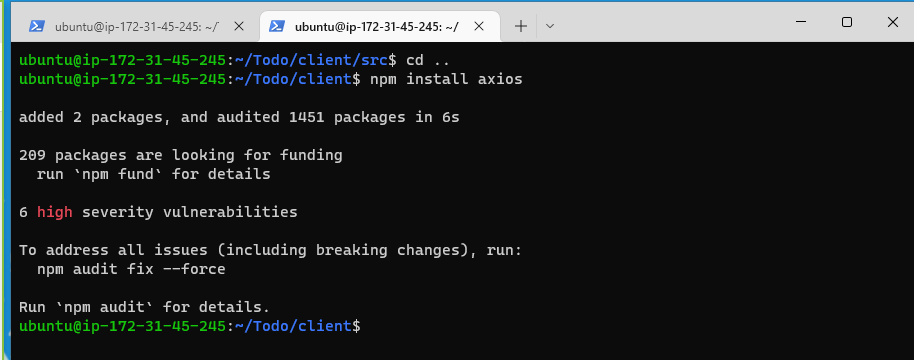 ubuntu@ip-172-31-45-245: ~/
ubuntu@ip-172-31-45-245: ~/
ubuntu@ip-172-31-45-245:~/Todo/client/src$ cd ..
ubuntu@ip-172-31-45-245:~/Todo/client$ npm install axios
added 2 packages, and audited 1451 packages in 6s
209 packages are looking for funding
run `npm fund` for details
6 high severity vulnerabilities
To address all issues (including breaking changes), run:
npm audit fix --force
Run `npm audit` for details.
ubuntu@ip-172-31-45-245:~/Todo/client$